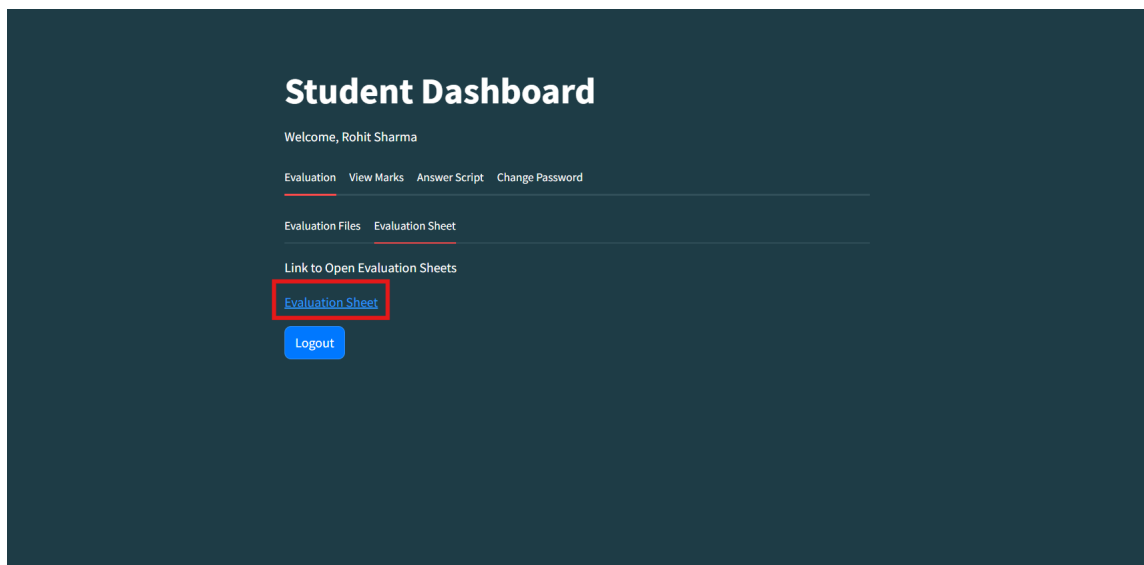 Student Dashboard
Welcome, Rohit Sharma
Evaluation View Marks Answer Script Change Password
Evaluation Files Evaluation Sheet
Link to Open Evaluation Sheets
Evaluation Sheet
Logout